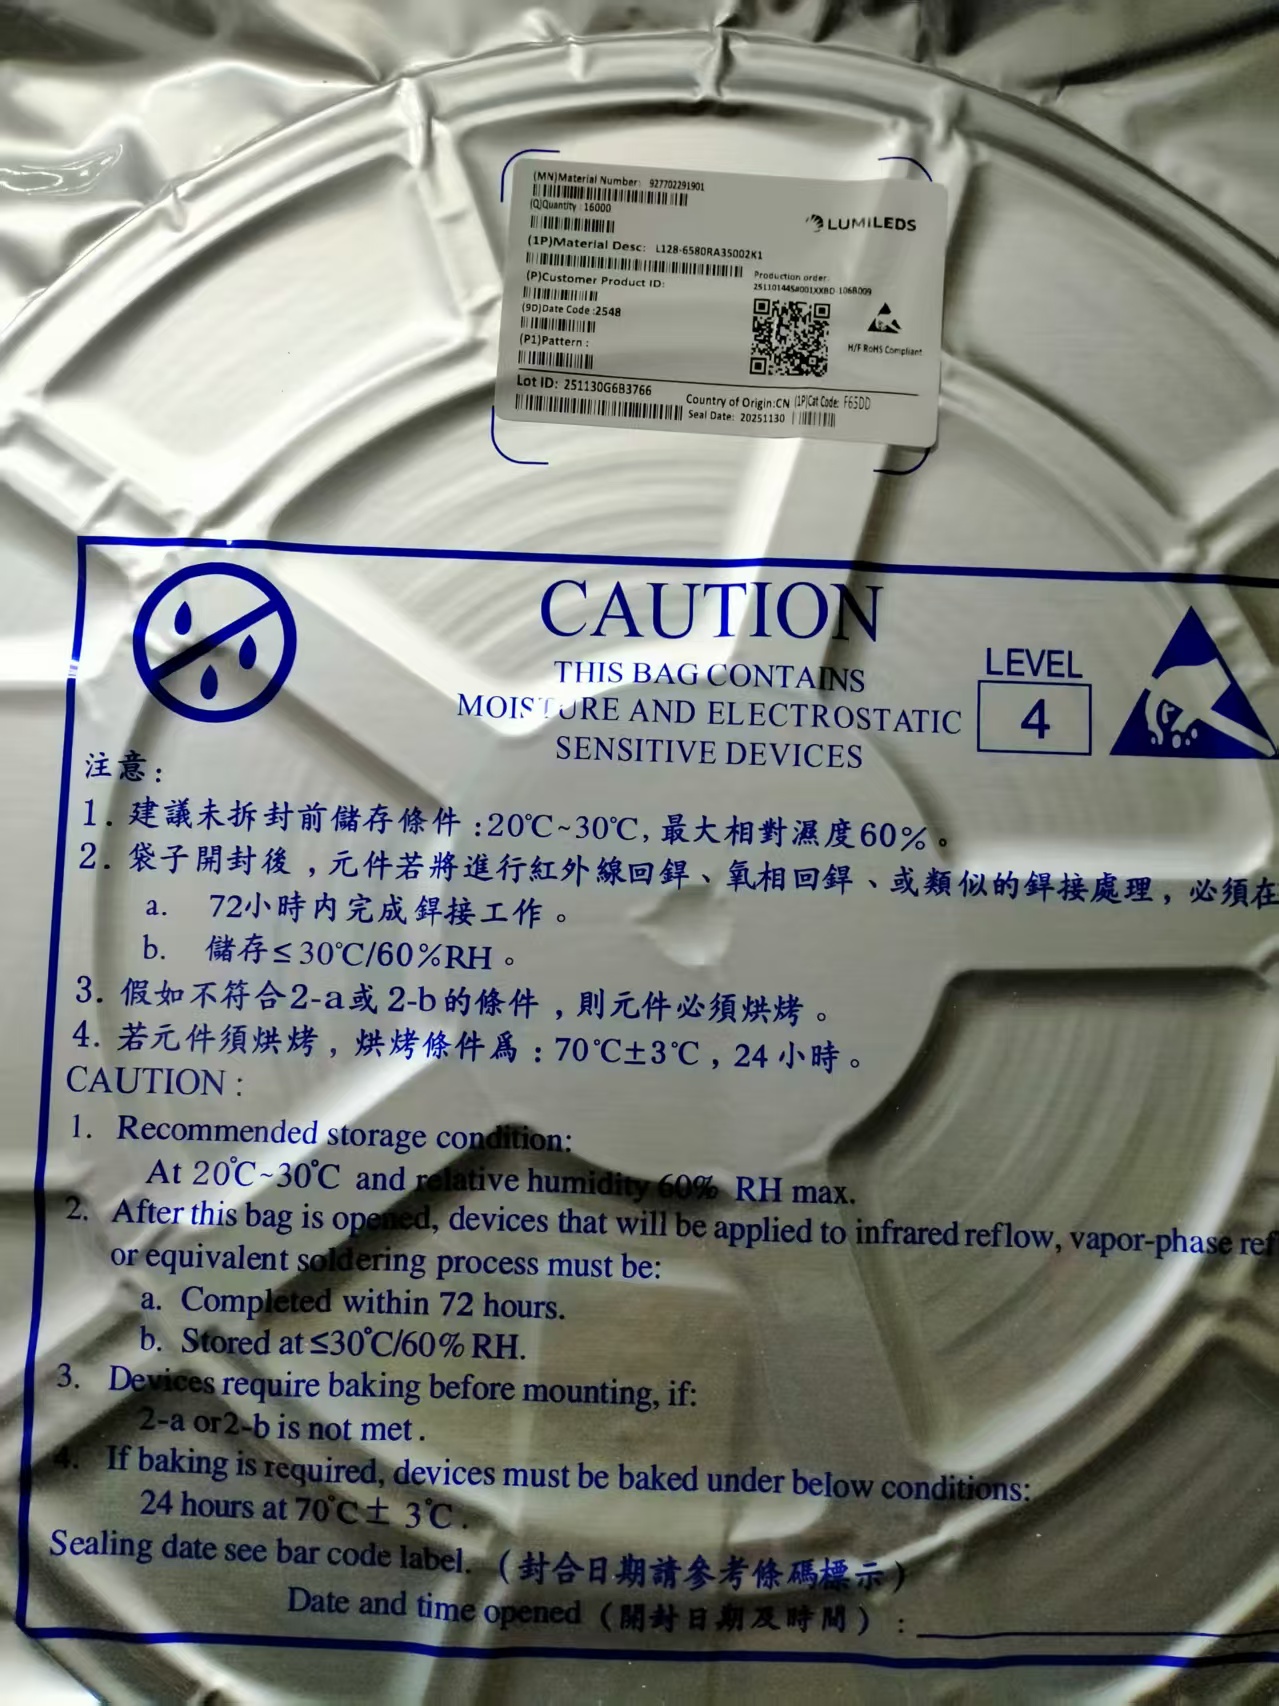 (MN)Material Number: 927702291901
(Q)Quantity : 16000
LUMILEDS
(1P)Material Desc: L128-6580RA35002K1
(P)Customer Product ID:
Production order:
251101445#001XXBD-106B009
(9D)Date Code :2548
(P1)Pattern :
H/F RoHS Compliant
Lot ID: 251130G6B3766
Country of Origin:CN (1P)Cat Code: F65DD
Seal Date: 20251130
CAUTION
THIS BAG CONTAINS
MOISTURE AND ELECTROSTATIC
SENSITIVE DEVICES
LEVEL
4
注意:
1. 建議未拆封前儲存條件:20℃~30℃, 最大相對濕度60%。
2. 袋子開封後,元件若將進行紅外線回銲、氧相回銲、或類似的銲接處理,必須在
a. 72小時內完成銲接工作。
b. 儲存≤30℃/60%RH。
3. 假如不符合2-a或2-b的條件,則元件必須烘烤。
4. 若元件須烘烤,烘烤條件爲:70℃±3℃,24小時。
CAUTION:
1. Recommended storage condition:
At 20℃~30℃ and relative humidity 60% RH max.
2. After this bag is opened, devices that will be applied to infrared reflow, vapor-phase ref
or equivalent soldering process must be:
a. Completed within 72 hours.
b. Stored at ≤30℃/60% RH.
3. Devices require baking before mounting, if:
2-a or2-b is not met.
4. If baking is required, devices must be baked under below conditions:
24 hours at 70℃± 3℃.
Sealing date see bar code label. (封合日期請參考條碼標示)
Date and time opened (開封日期及時間):